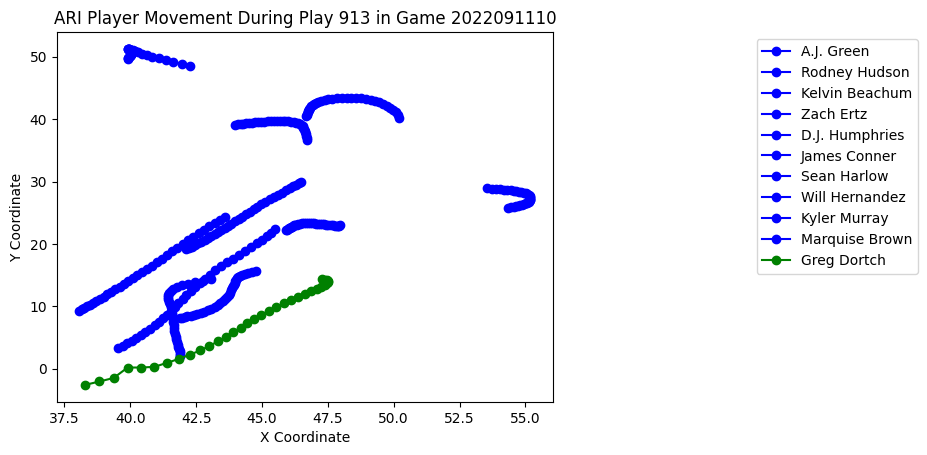 ARI Player Movement During Play 913 in Game 2022091110
50
40
30
20
10
0
Y Coordinate
37.5 40.0 42.5 45.0 47.5 50.0 52.5 55.0
X Coordinate
A.J. Green
Rodney Hudson
Kelvin Beachum
Zach Ertz
D.J. Humphries
James Conner
Sean Harlow
Will Hernandez
Kyler Murray
Marquise Brown
Greg Dortch